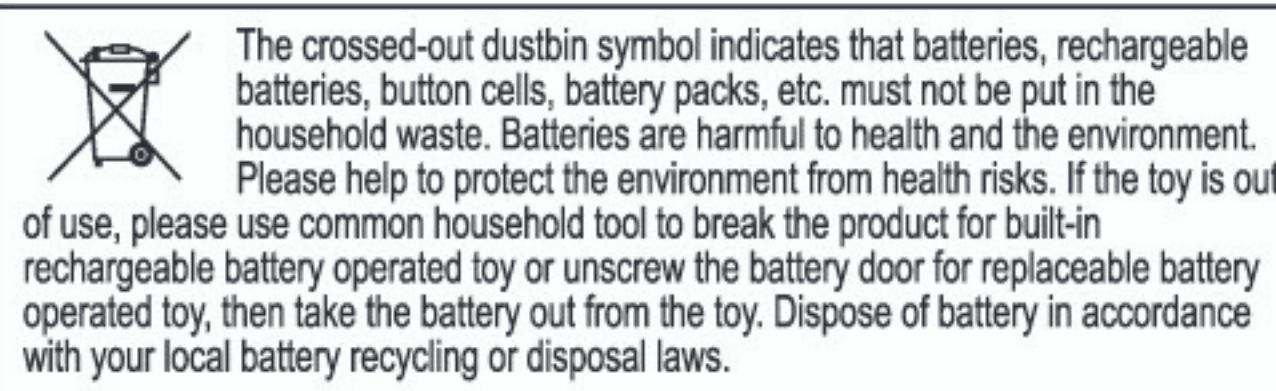 The crossed-out dustbin symbol indicates that batteries, rechargeable
batteries, button cells, battery packs, etc. must not be put in the
household waste. Batteries are harmful to health and the environment.
Please help to protect the environment from health risks. If the toy is out
of use, please use common household tool to break the product for built-in
rechargeable battery operated toy or unscrew the battery door for replaceable battery
operated toy, then take the battery out from the toy. Dispose of battery in accordance
with your local battery recycling or disposal laws.